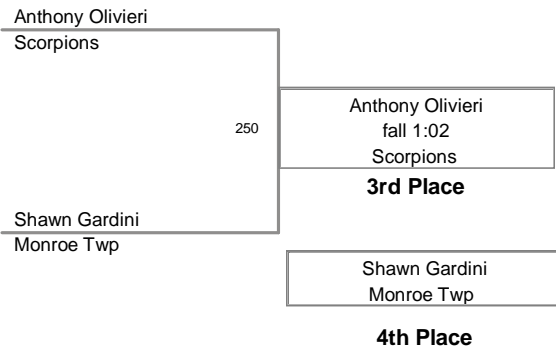 Anthony Olivieri
Scorpions
250
Anthony Olivieri
fall 1:02
Scorpions
3rd Place
Shawn Gardini
Monroe Twp
Shawn Gardini
Monroe Twp
4th Place